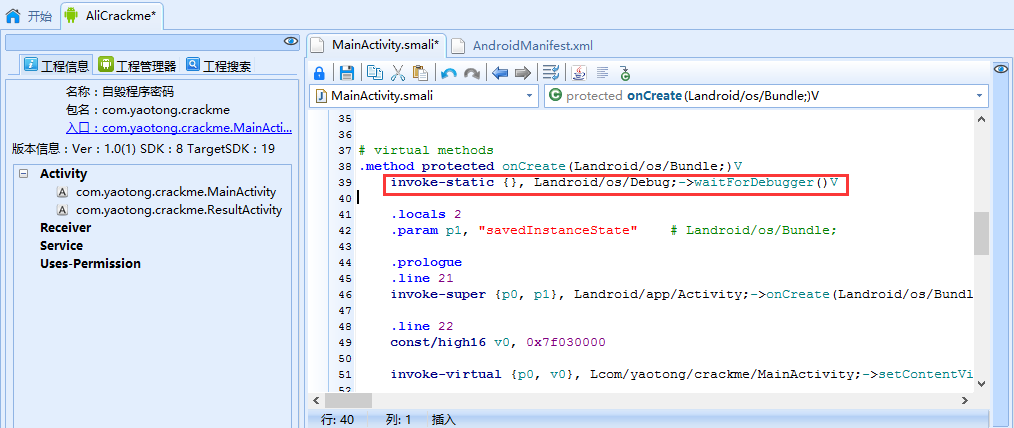 开始
AliCrackme*
工程信息
工程管理器
工程搜索
名称：自毁程序密码
包名：com.yaotong.crackme
入口：com.yaotong.crackme.MainActi...
版本信息：Ver：1.0(1) SDK：8 TargetSDK：19
Activity
com.yaotong.crackme.MainActivity
com.yaotong.crackme.ResultActivity
Receiver
Service
Uses-Permission
MainActivity.smali*
AndroidManifest.xml
MainActivity.smali
protected onCreate(Landroid/os/Bundle;)V
35
36
37 # virtual methods
38 .method protected onCreate(Landroid/os/Bundle;)V
39 invoke-static {}, Landroid/os/Debug;->waitForDebugger()V
40
41 .locals 2
42 .param p1, "savedInstanceState" # Landroid/os/Bundle;
43
44 .prologue
45 .line 21
46 invoke-super {p0, p1}, Landroid/app/Activity;->onCreate(Landroid/os/Bundl
47
48 .line 22
49 const/high16 v0, 0x7f030000
50
51 invoke-virtual {p0, v0}, Lcom/yaotong/crackme/MainActivity;->setContentVi
52
行: 40 列: 1 插入